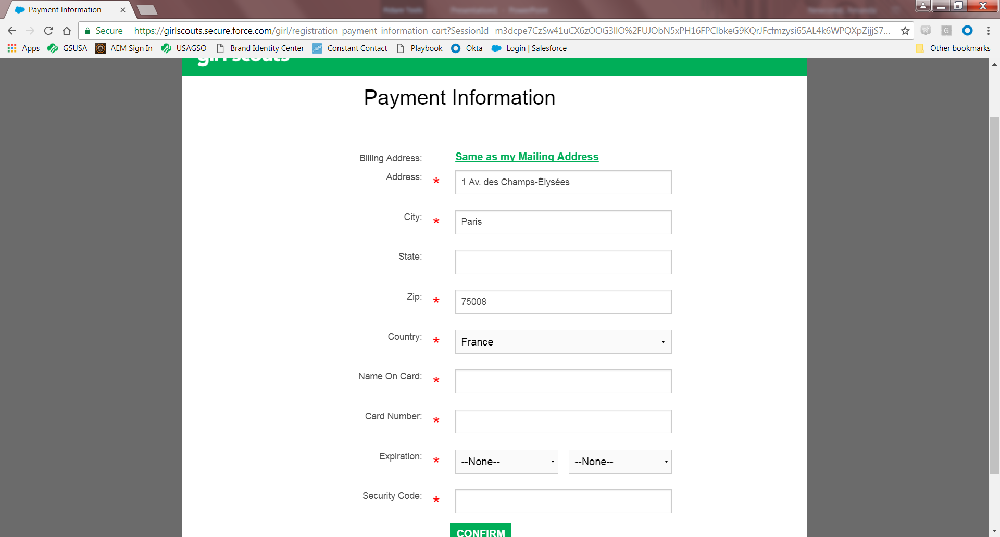 Payment Information
Secure https://girlscouts.secure.force.com/girl/registration_payment_information_cart?SessionId=m3dcpe7CzSw41uCX6zOOG3llO%2FUJObN5xPH16FPClbkeG9KQrJFcfmzysi65AL4k6WPQXpZijjS7...
Apps GSUSA AEM Sign In USAGSO Brand Identity Center Constant Contact Playbook Okta Login | Salesforce Other bookmarks
girl scouts
Payment Information
Billing Address: Same as my Mailing Address
Address: * 1 Av. des Champs-Élysées
City: * Paris
State:
Zip: * 75008
Country: * France
Name On Card: *
Card Number: *
Expiration: * --None-- --None--
Security Code: *
CONFIRM